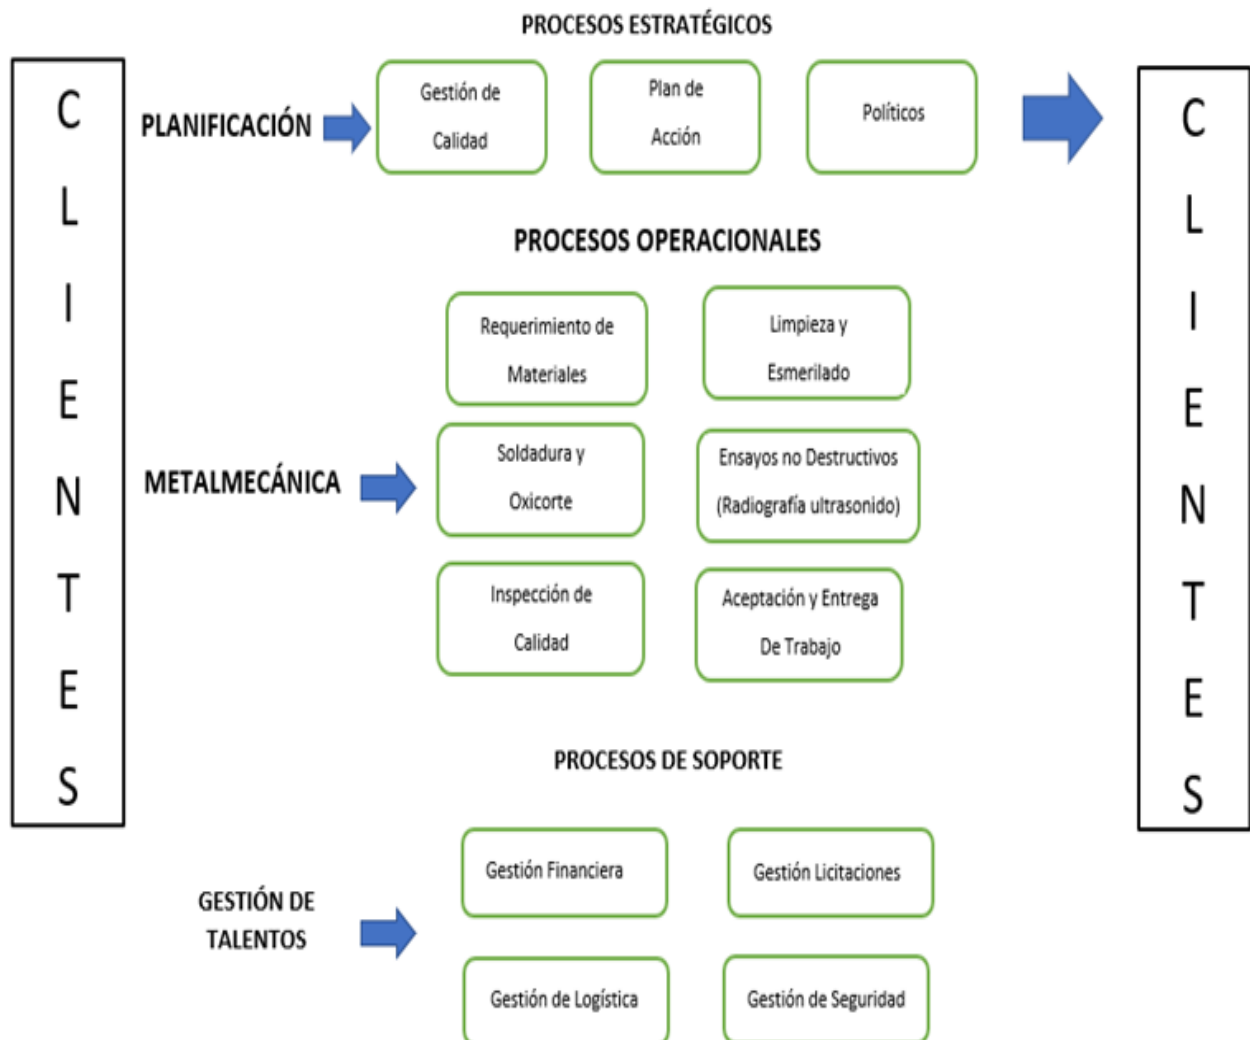 PROCESOS ESTRATÉGICOS
C
L
I
E
N
T
E
S
PLANIFICACIÓN
Gestión de
Calidad
Plan de
Acción
Políticos
PROCESOS OPERACIONALES
METALMECÁNICA
Requerimiento de
Materiales
Limpieza y
Esmerilado
Soldadura y
Oxicorte
Ensayos no Destructivos
(Radiografía ultrasonido)
Inspección de
Calidad
Aceptación y Entrega
De Trabajo
PROCESOS DE SOPORTE
GESTIÓN DE
TALENTOS
Gestión Financiera
Gestión Licitaciones
Gestión de Logística
Gestión de Seguridad
C
L
I
E
N
T
E
S